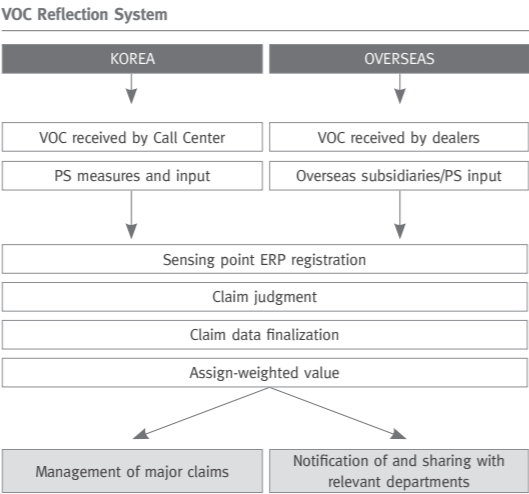 VOC Reflection System
KOREA
OVERSEAS
VOC received by Call Center
VOC received by dealers
PS measures and input
Overseas subsidiaries/PS input
Sensing point ERP registration
Claim judgment
Claim data finalization
Assign-weighted value
Management of major claims
Notification of and sharing with
relevant departments